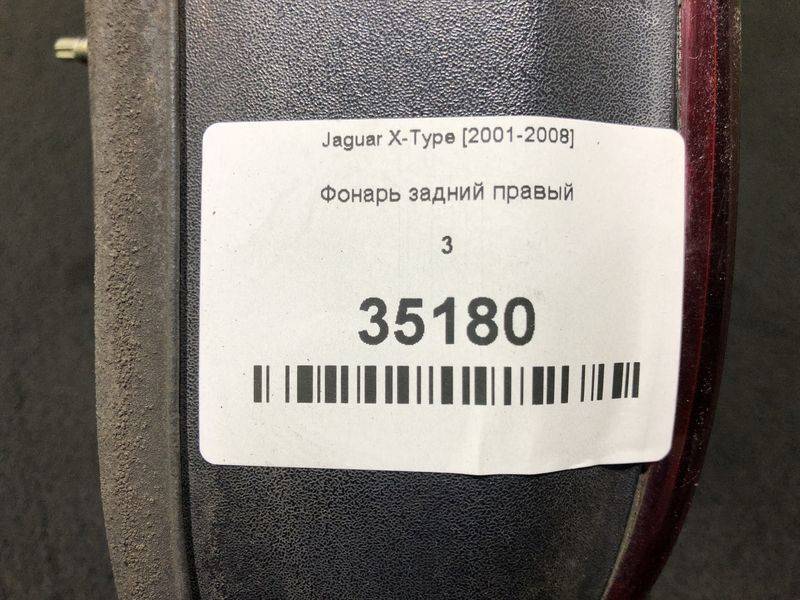 Jaguar X-Type [2001-2008]
Фонарь задний правый
3
35180